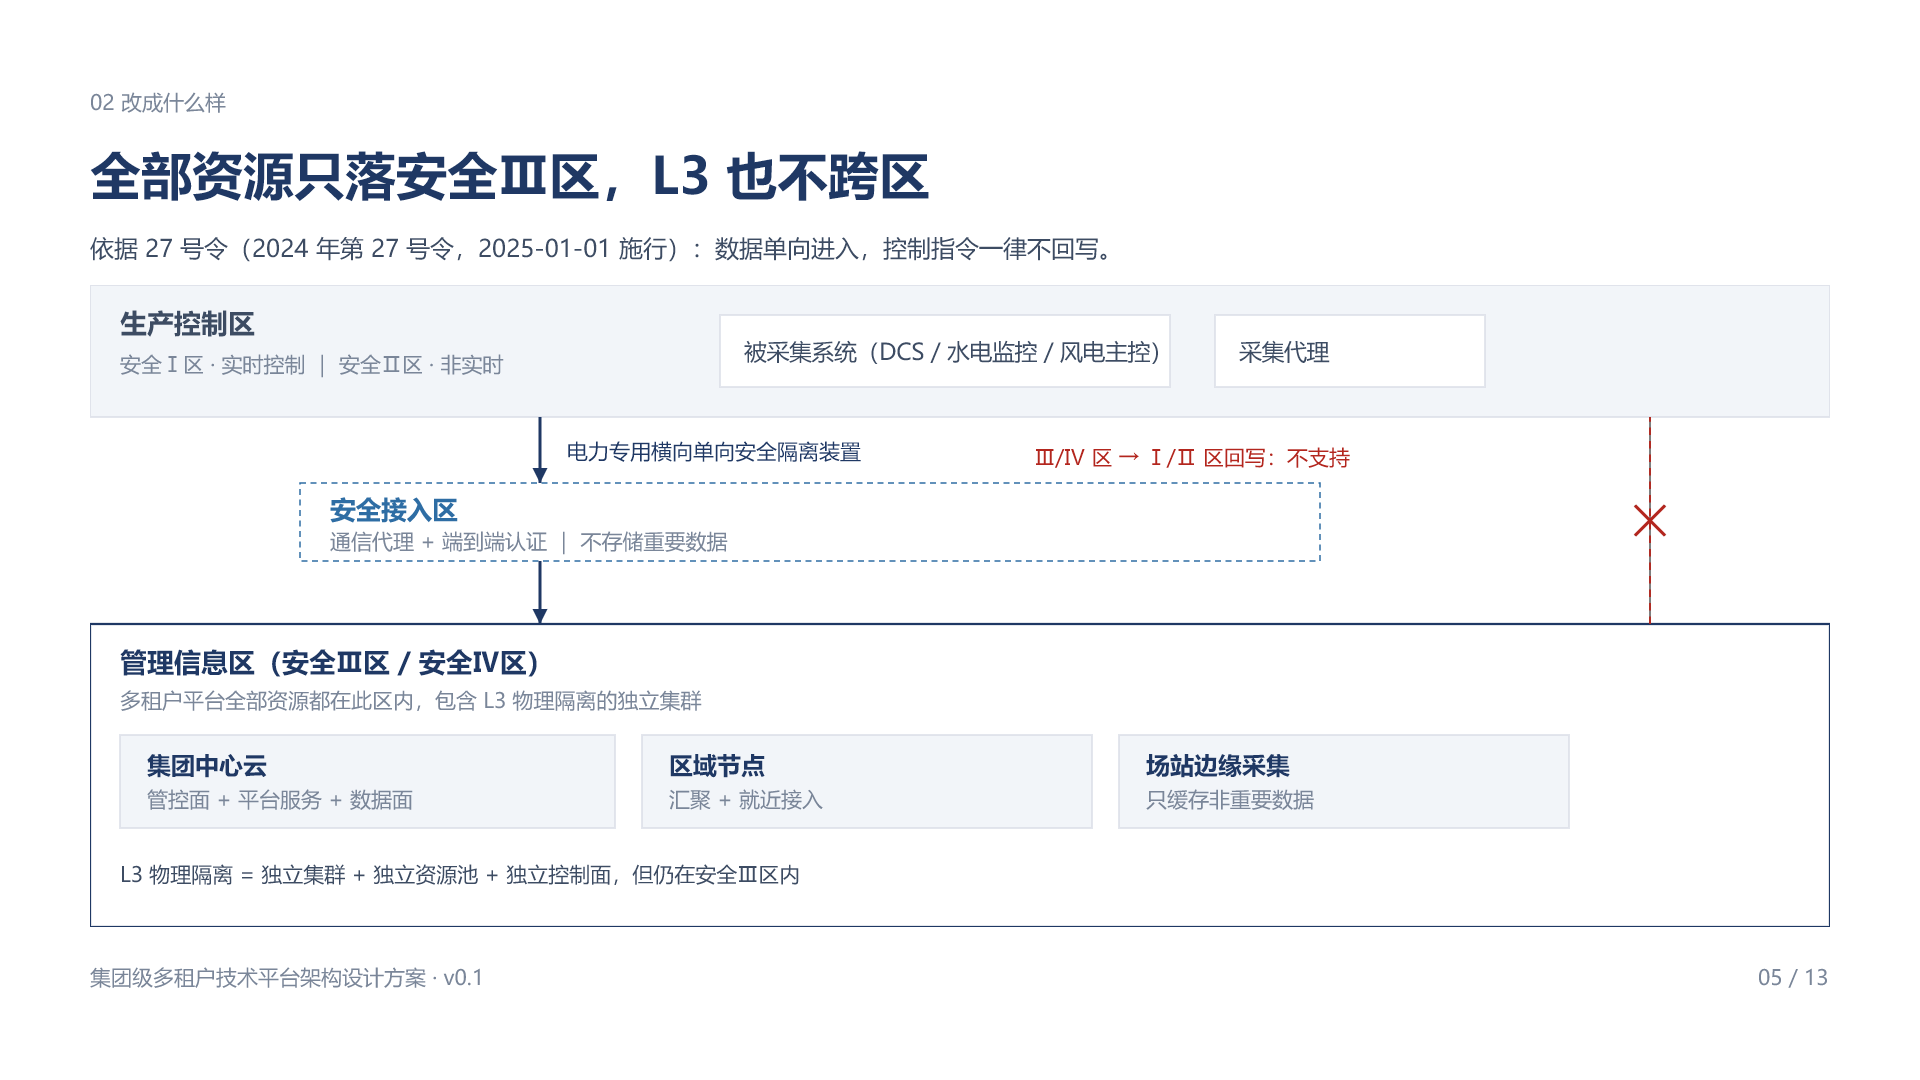 02 改成什么样
全部资源只落安全Ⅲ区，L3 也不跨区
依据 27 号令（2024 年第 27 号令，2025-01-01 施行）：数据单向进入，控制指令一律不回写。
生产控制区
安全Ⅰ区 · 实时控制 ｜ 安全Ⅱ区 · 非实时
被采集系统（DCS / 水电监控 / 风电主控）
采集代理
电力专用横向单向安全隔离装置
Ⅲ/Ⅳ 区 → Ⅰ/Ⅱ 区回写：不支持
安全接入区
通信代理 + 端到端认证 ｜ 不存储重要数据
管理信息区（安全Ⅲ区 / 安全Ⅳ区）
多租户平台全部资源都在此区内，包含 L3 物理隔离的独立集群
集团中心云
管控面 + 平台服务 + 数据面
区域节点
汇聚 + 就近接入
场站边缘采集
只缓存非重要数据
L3 物理隔离 = 独立集群 + 独立资源池 + 独立控制面，但仍在安全Ⅲ区内
集团级多租户技术平台架构设计方案 · v0.1
05 / 13